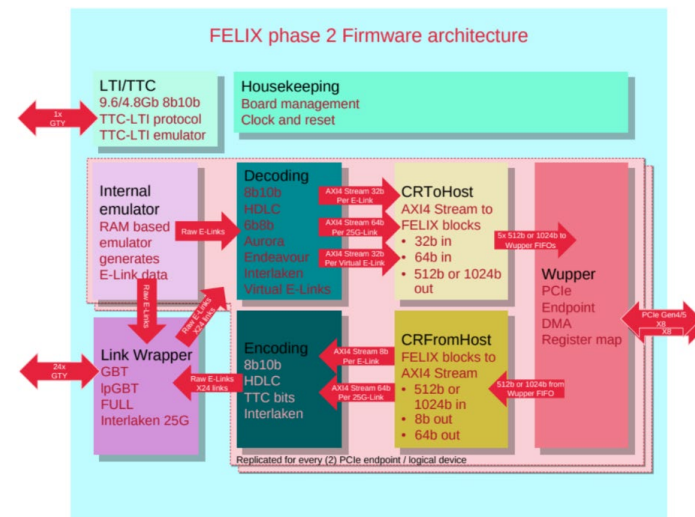 FELIX phase 2 Firmware architecture
LTI/TTC
9.6/4.8Gb 8b10b
TTC-LTI protocol
TTC-LTI emulator
Housekeeping
Board management
Clock and reset
1x
GTY
Internal
emulator
RAM based
emulator
generates
E-Link data
Raw E-Links
Decoding
8b10b
HDLC
6b8b
Aurora
Endeavour
Interlaken
Virtual E-Links
AXI4 Stream 32b
Per E-Link
AXI4 Stream 64b
Per 25G-Link
AXI4 Stream 32b
Per Virtual E-Link
CRToHost
AXI4 Stream to
FELIX blocks
• 32b in
• 64b in
• 512b or 1024b
out
5x 512b or 1024b to
Wupper FIFOs
Wupper
PCIe
Endpoint
DMA
Register map
PCIe Gen4/5
X8
X8
Raw E-Links
Raw E-Links
X24 links
24x
GTY
Link Wrapper
GBT
lpGBT
FULL
Interlaken 25G
Raw E-Links
X24 links
Encoding
8b10b
HDLC
TTC bits
Interlaken
AXI4 Stream 8b
Per E-Link
AXI4 Stream 64b
Per 25G-Link
CRFromHost
FELIX blocks to
AXI Stream
• 512b or
1024b in
• 8b out
• 64b out
512b or 1024b from
Wupper FIFO
Replicated for every (2) PCIe endpoint / logical device